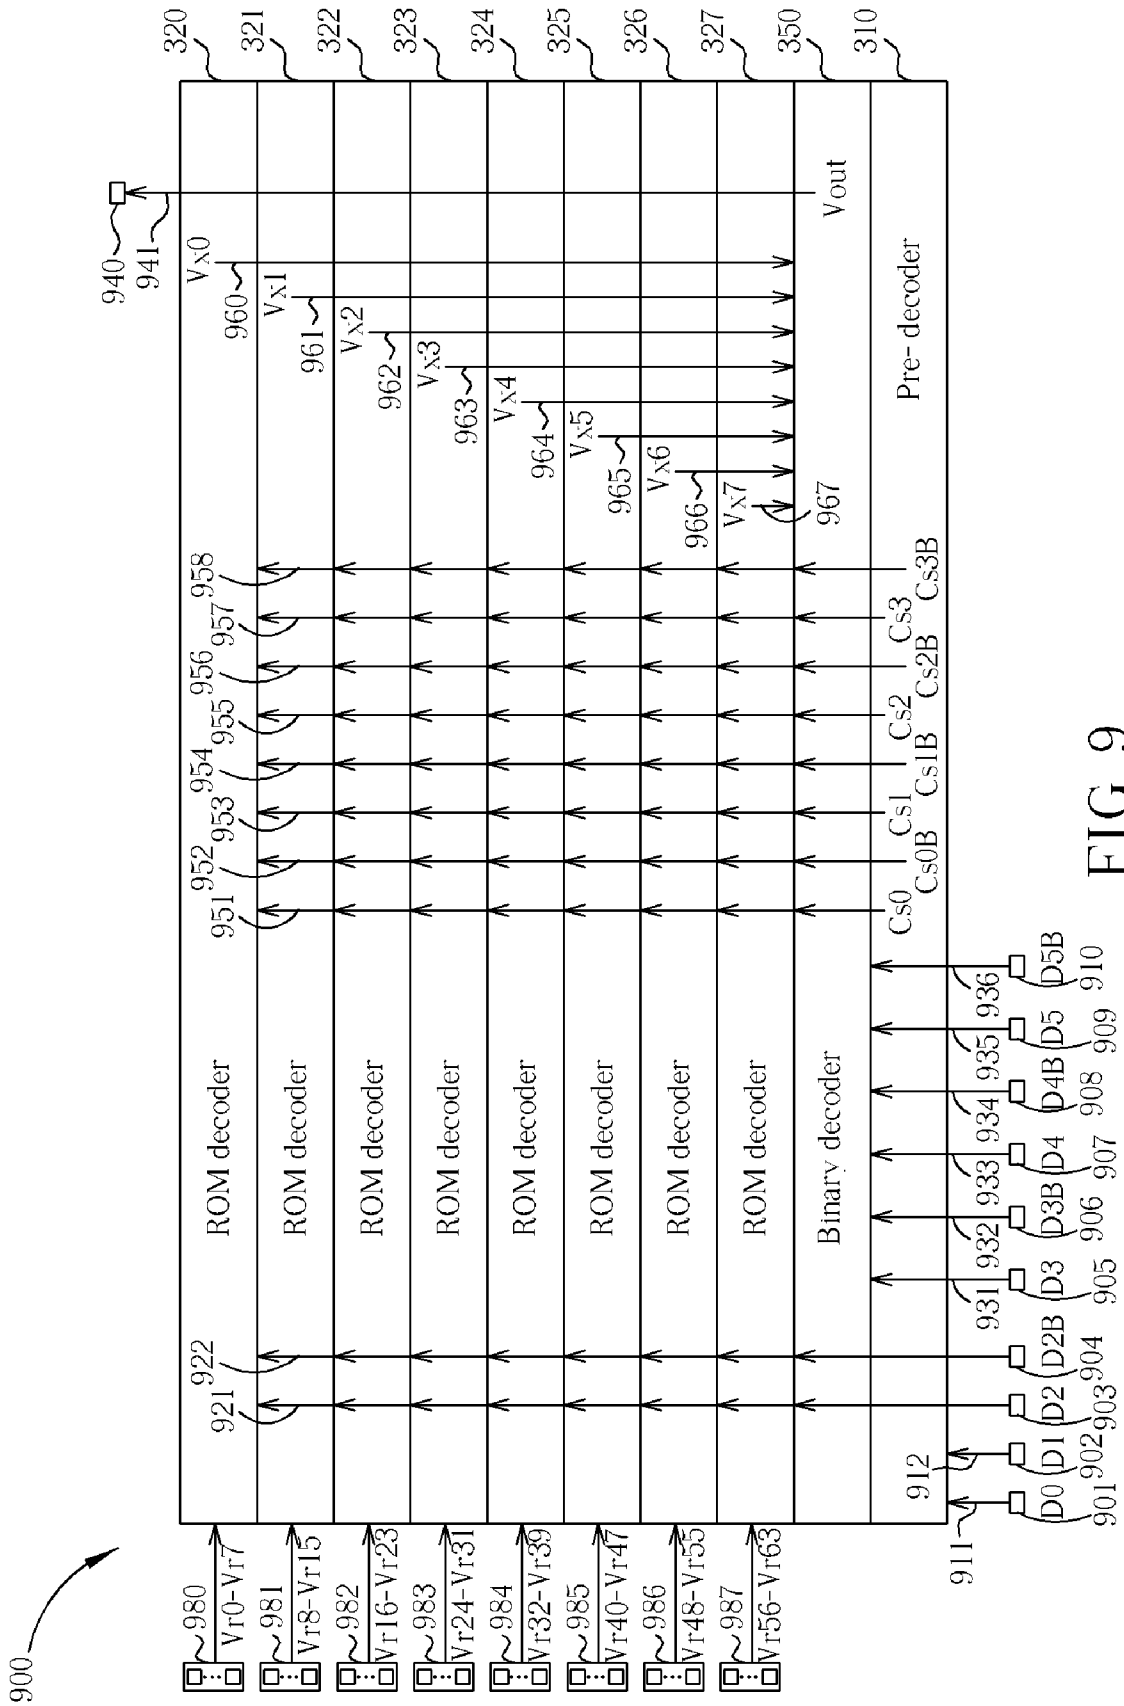 900
980
Vr0-Vr7
981
Vr8-Vr15
982
Vr16-Vr23
983
Vr24-Vr31
984
Vr32-Vr39
985
Vr40-Vr47
986
Vr48-Vr55
987
Vr56-Vr63
ROM decoder
ROM decoder
ROM decoder
ROM decoder
ROM decoder
ROM decoder
ROM decoder
ROM decoder
Binary decoder
Pre-decoder
921
922
951
952
953
954
955
956
957
958
960
Vx0
961
Vx1
962
Vx2
963
Vx3
964
Vx4
965
Vx5
966
Vx6
967
Vx7
Vout
940
941
320
321
322
323
324
325
326
327
350
310
Cs0
Cs0B
Cs1
Cs1B
Cs2
Cs2B
Cs3
Cs3B
911
912
931
932
933
934
935
936
D0
D1
D2
D2B
D3
D3B
D4
D4B
D5
D5B
901
902
903
904
905
906
907
908
909
910
FIG. 9